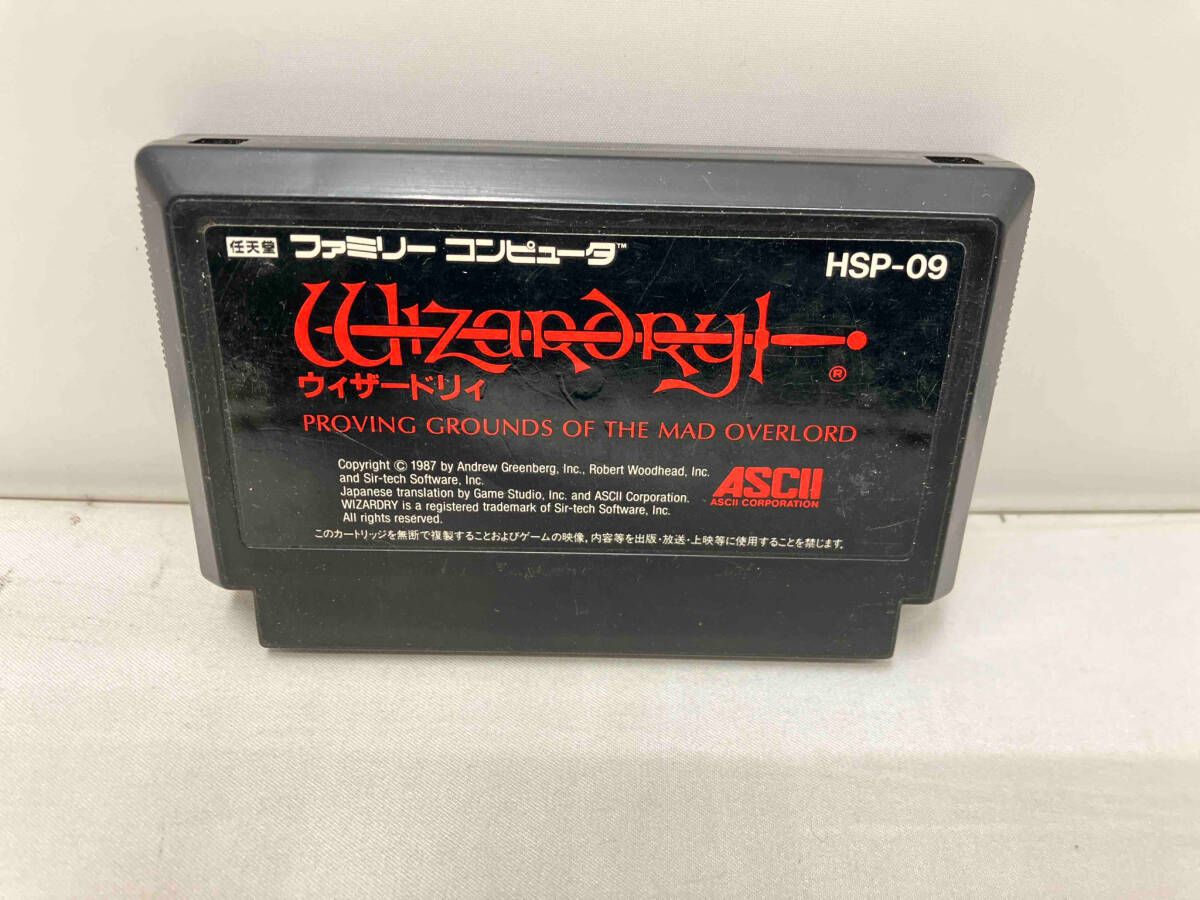 任天堂 ファミリー コンピュータ™ HSP-09
Wizardry ®
ウィザードリィ
PROVING GROUNDS OF THE MAD OVERLORD
Copyright © 1987 by Andrew Greenberg, Inc., Robert Woodhead, Inc.
and Sir-tech Software, Inc.
Japanese translation by Game Studio, Inc. and ASCII Corporation.
WIZARDRY is a registered trademark of Sir-tech Software, Inc.
All rights reserved.
ASCII
ASCII CORPORATION
このカートリッジを無断で複製することおよびゲームの映像、内容等を出版・放送・上映等に使用することを禁じます。